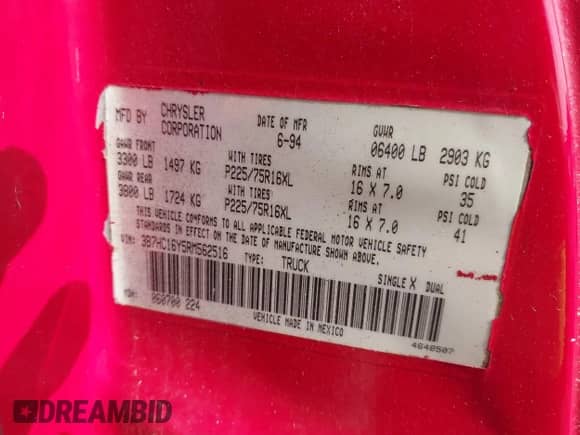 MFD BY CHRYSLER CORPORATION DATE OF MFR 6-94 GVWR 06400 LB 2903 KG
GAWR FRONT WITH TIRES RIMS AT PSI COLD
3300 LB 1497 KG P225/75R16XL 16 X 7.0 35
GAWR REAR WITH TIRES RIMS AT PSI COLD
3800 LB 1724 KG P225/75R16XL 16 X 7.0 41
THIS VEHICLE CONFORMS TO ALL APPLICABLE FEDERAL MOTOR VEHICLE SAFETY
STANDARDS IN EFFECT ON THE DATE OF MANUFACTURE SHOWN ABOVE.
VIN: 3B7HC16Y5RM562516 TYPE: TRUCK SINGLE X DUAL
MDH: 060700 224
VEHICLE MADE IN MEXICO 4648507
DREAMBID